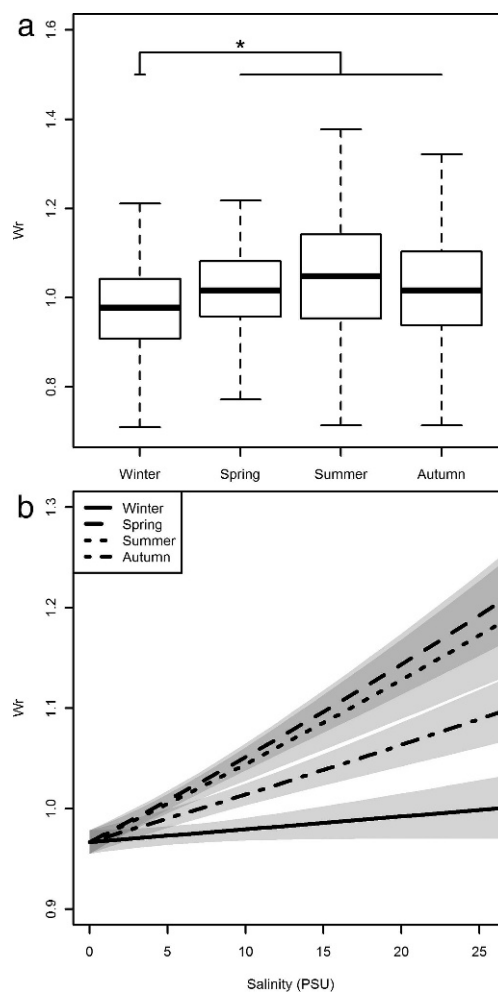 a
*
Wr
1.6
1.4
1.2
1.0
0.8
Winter Spring Summer Autumn
b
Winter
Spring
Summer
Autumn
Wr
1.3
1.2
1.1
1.0
0.9
0 5 10 15 20 25
Salinity (PSU)